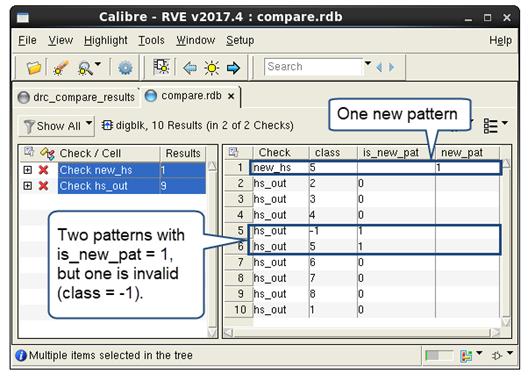 Calibre - RVE v2017.4 : compare.rdb
File View Highlight Tools Window Setup Help
Search
drc_compare_results compare.rdb
Show All digblk, 10 Results (in 2 of 2 Checks)
One new pattern
Check / Cell Results
Check new_hs 1
Check hs_out 9
Two patterns with
is_new_pat = 1,
but one is invalid
(class = -1).
Check class is_new_pat new_pat
1 new_hs 5 1
2 hs_out 2 0
3 hs_out 3 0
4 hs_out 4 0
5 hs_out -1 1
6 hs_out 5 1
7 hs_out 6 0
8 hs_out 7 0
9 hs_out 8 0
10 hs_out 1 0
Multiple items selected in the tree